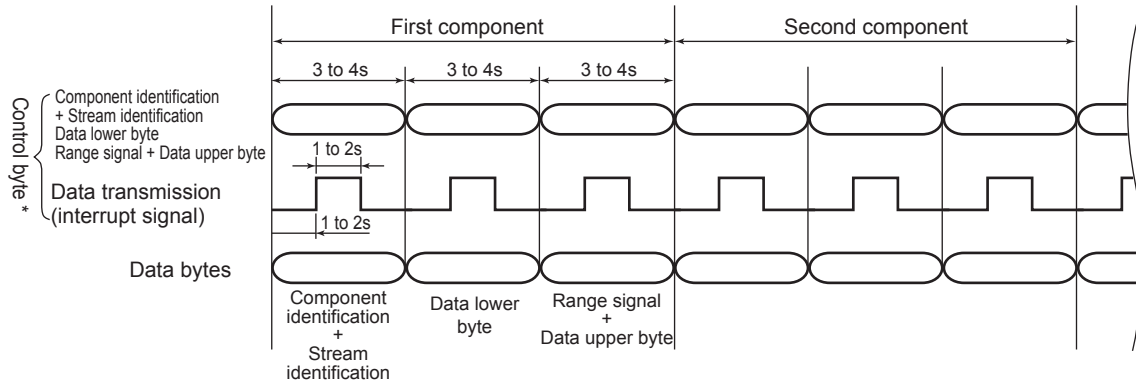 First component
Second component
3 to 4s
3 to 4s
3 to 4s
Control byte *
Component identification
+ Stream identification
Data lower byte
Range signal + Data upper byte
1 to 2s
Data transmission
(interrupt signal)
1 to 2s
Data bytes
Component
identification
+
Stream
identification
Data lower
byte
Range signal
+
Data upper byte